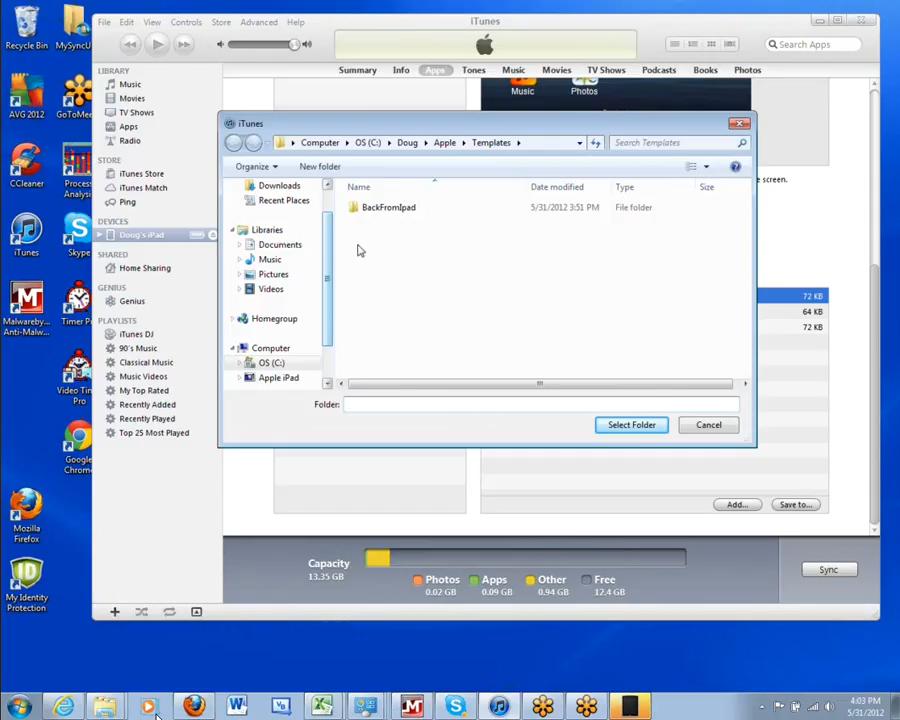 Recycle Bin
MySyncU
AVG 2012
GoToMee
CCleaner
Process
Analysis
iTunes
Skype
Malwareby...
Anti-Malw...
Timer Pr
Video Tim
Pro
Google
Chrom
Mozilla
Firefox
My Identity
Protection
File Edit View Controls Store Advanced Help
iTunes
Search Apps
LIBRARY
Music
Movies
TV Shows
Apps
Radio
STORE
iTunes Store
iTunes Match
Ping
DEVICES
Doug's iPad
SHARED
Home Sharing
GENIUS
Genius
PLAYLISTS
iTunes DJ
90's Music
Classical Music
Music Videos
My Top Rated
Recently Added
Recently Played
Top 25 Most Played
Summary Info Apps Tones Music Movies TV Shows Podcasts Books Photos
Music Photos
e screen.
iTunes
Computer OS (C:) Doug Apple Templates
Search Templates
Organize New folder
Downloads
Recent Places
Libraries
Documents
Music
Pictures
Videos
Homegroup
Computer
OS (C:)
Apple iPad
Name Date modified Type Size
BackFromIpad 5/31/2012 3:51 PM File folder
Folder:
Select Folder Cancel
72 KB
64 KB
72 KB
Add... Save to...
Capacity
13.35 GB
Photos
0.02 GB
Apps
0.09 GB
Other
0.94 GB
Free
12.4 GB
Sync
4:03 PM
5/31/2012